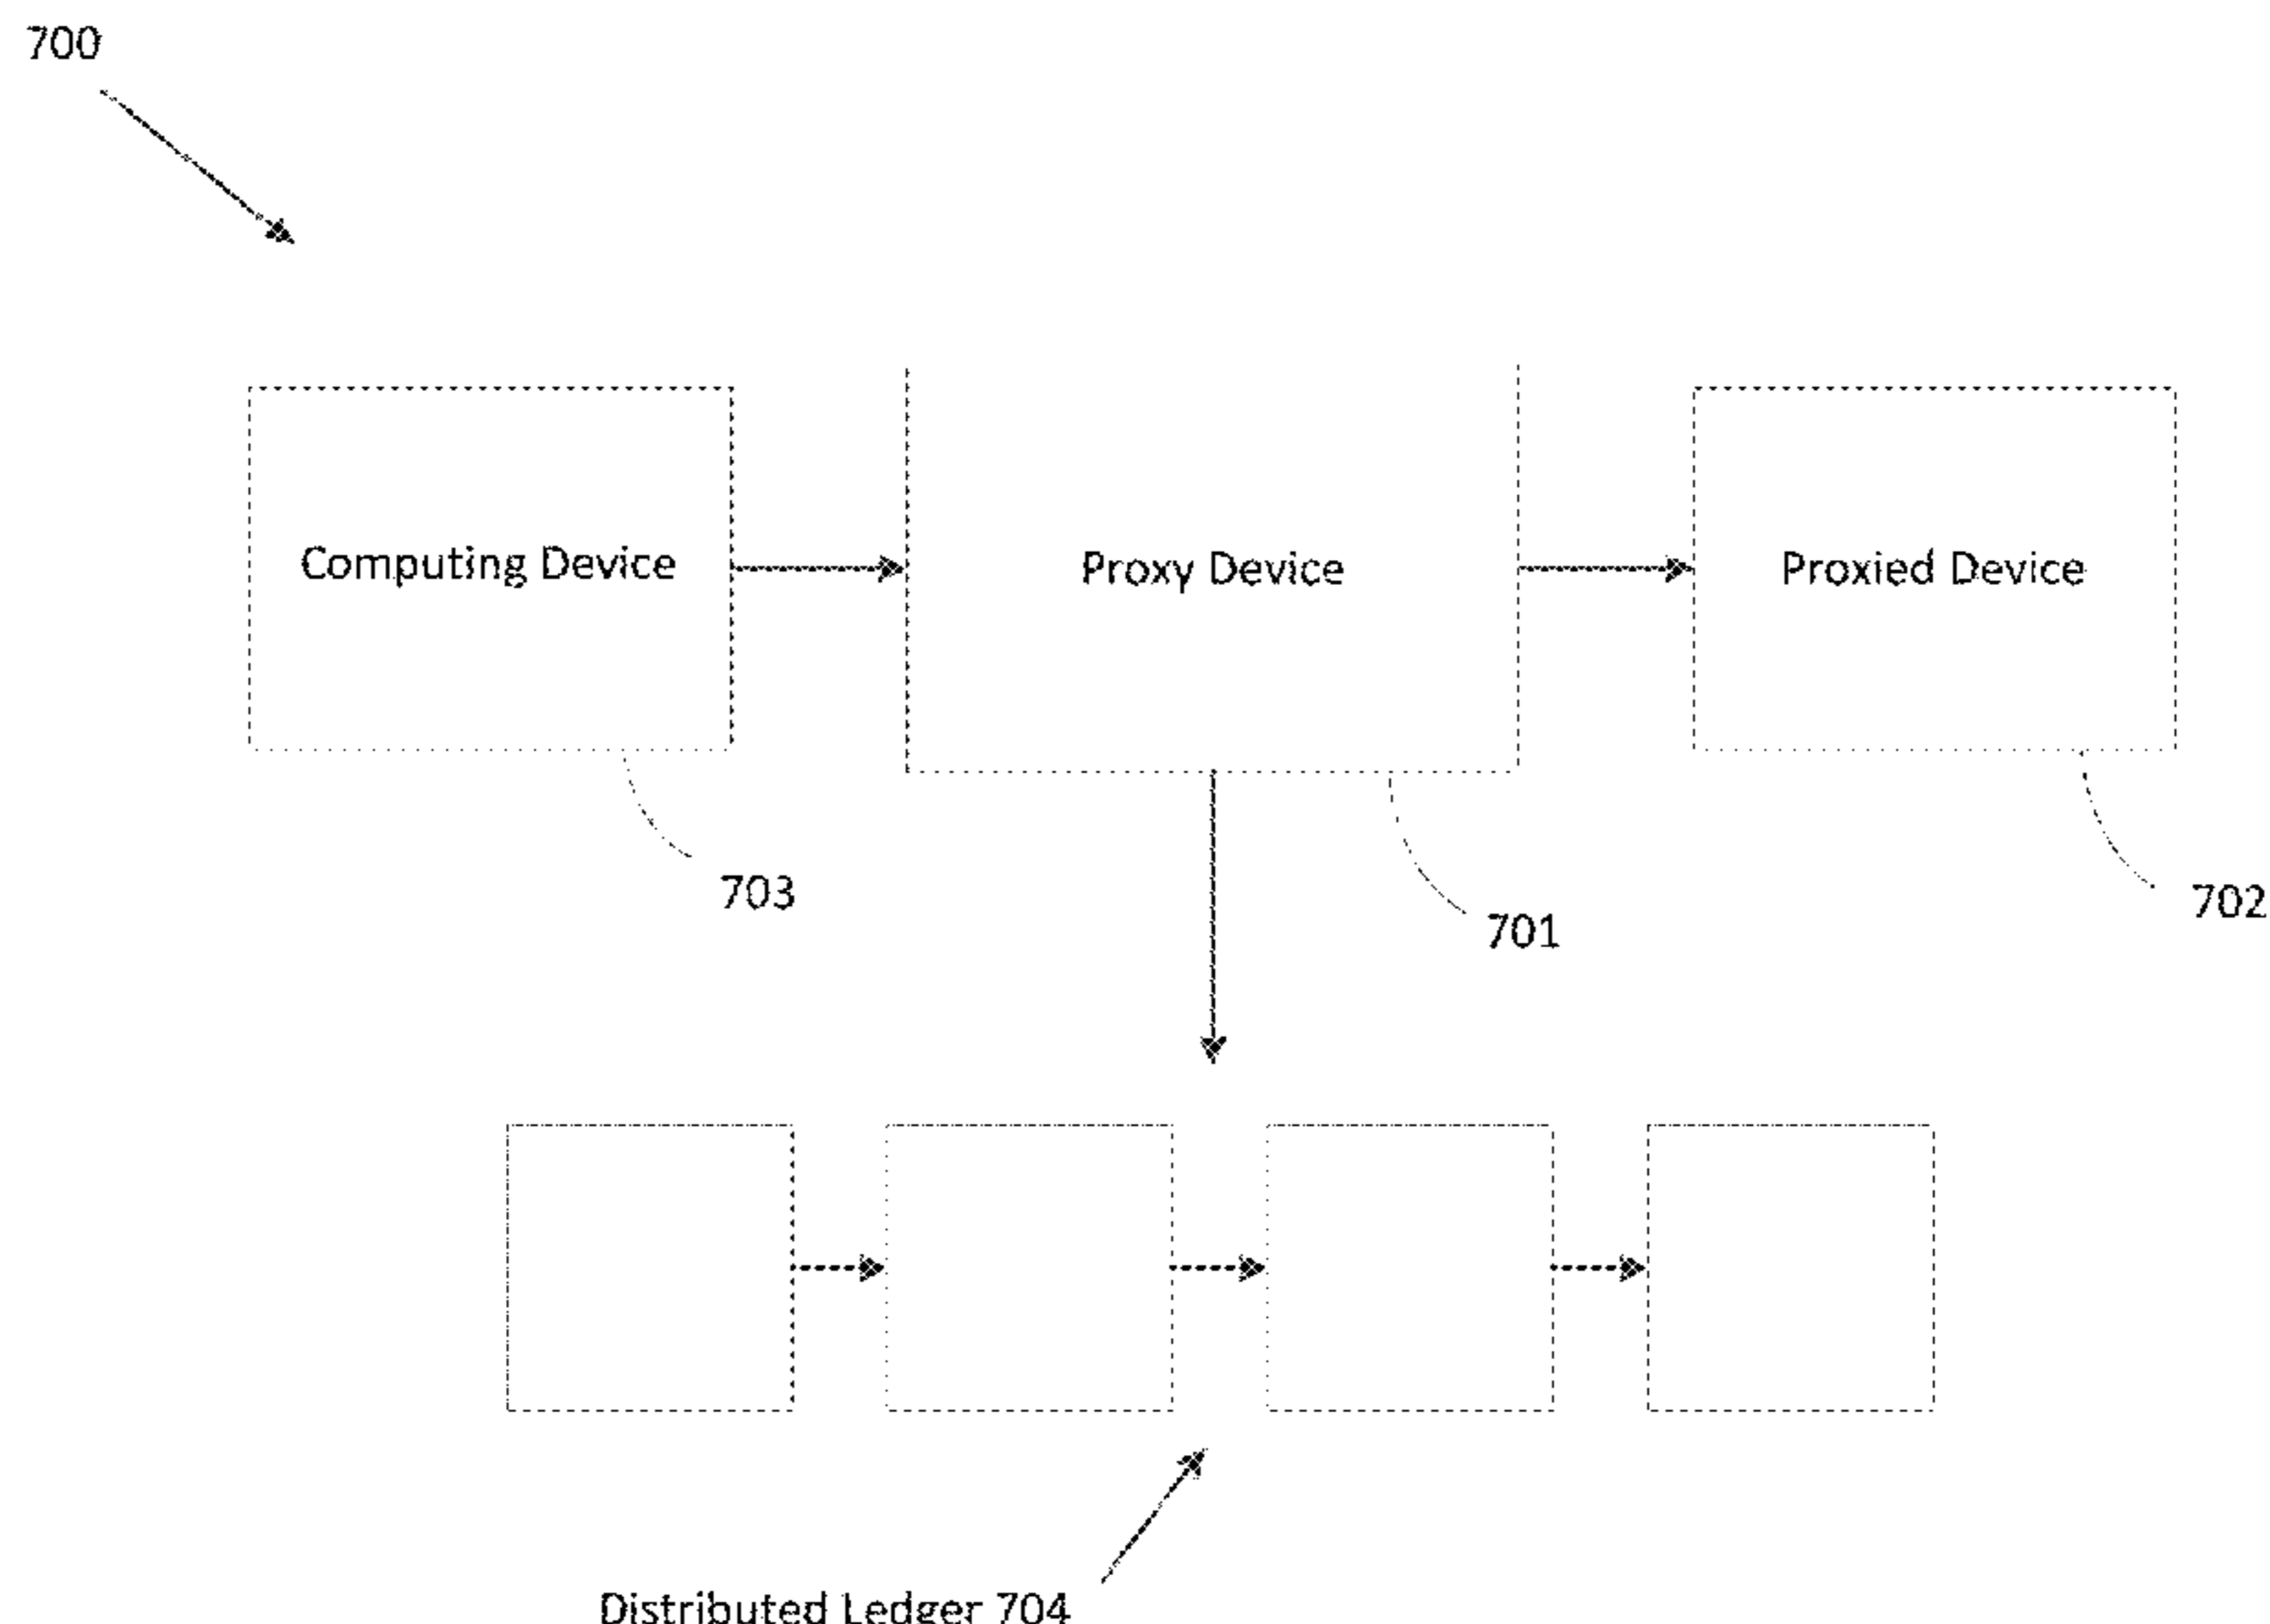 700
Computing Device
Proxy Device
Proxied Device
703
701
702
Distributed Ledger 704